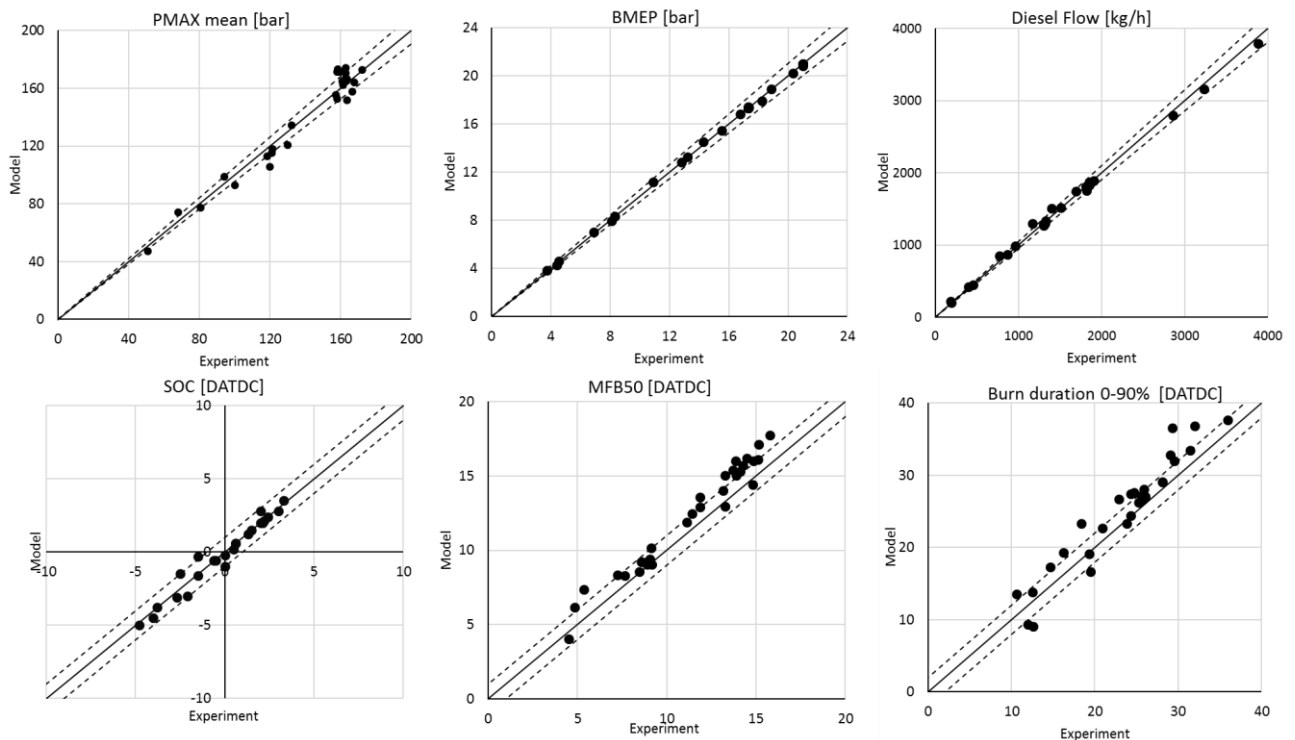 PMAX mean [bar]
200
160
120
80
40
0
Model
0 40 80 120 160 200
Experiment
BMEP [bar]
24
20
16
12
8
4
0
Model
0 4 8 12 16 20 24
Experiment
Diesel Flow [kg/h]
4000
3000
2000
1000
0
Model
0 1000 2000 3000 4000
Experiment
SOC [DATDC]
10
5
0
-5
-10
Model
-10 -5 0 5 10
Experiment
MFB50 [DATDC]
20
15
10
5
0
Model
0 5 10 15 20
Experiment
Burn duration 0-90% [DATDC]
40
30
20
10
0
Model
0 10 20 30 40
Experiment